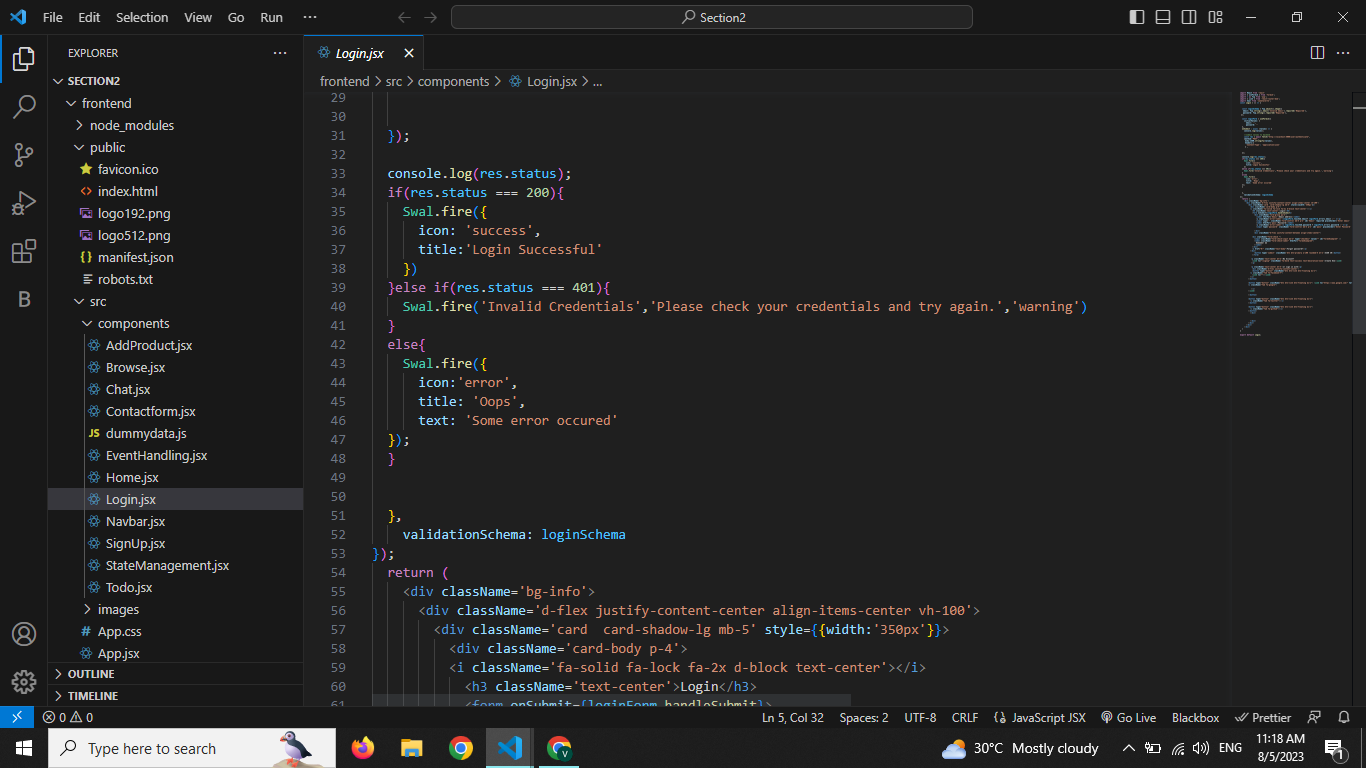 File Edit Selection View Go Run ··· Section2
EXPLORER ···
SECTION2
frontend
node_modules
public
favicon.ico
<> index.html
logo192.png
logo512.png
{} manifest.json
robots.txt
src
components
AddProduct.jsx
Browse.jsx
Chat.jsx
Contactform.jsx
JS dummydata.js
EventHandling.jsx
Home.jsx
Login.jsx
Navbar.jsx
SignUp.jsx
StateManagement.jsx
Todo.jsx
images
# App.css
App.jsx
OUTLINE
TIMELINE
B
Login.jsx
frontend > src > components > Login.jsx > ...
29
30
31 });
32
33 console.log(res.status);
34 if(res.status === 200){
35 Swal.fire({
36 icon: 'success',
37 title:'Login Successful'
38 })
39 }else if(res.status === 401){
40 Swal.fire('Invalid Credentials','Please check your credentials and try again.','warning')
41 }
42 else{
43 Swal.fire({
44 icon:'error',
45 title: 'Oops',
46 text: 'Some error occured'
47 });
48 }
49
50
51 },
52 validationSchema: loginSchema
53 });
54 return (
55 <div className='bg-info'>
56 <div className='d-flex justify-content-center align-items-center vh-100'>
57 <div className='card  card-shadow-lg mb-5' style={{width:'350px'}}>
58 <div className='card-body p-4'>
59 <i className='fa-solid fa-lock fa-2x d-block text-center'></i>
60 <h3 className='text-center'>Login</h3>
61 <form onSubmit={loginForm.handleSubmit}>
0 0 Ln 5, Col 32 Spaces: 2 UTF-8 CRLF {} JavaScript JSX Go Live Blackbox Prettier
Type here to search V 30°C Mostly cloudy ENG 11:18 AM 8/5/2023 1